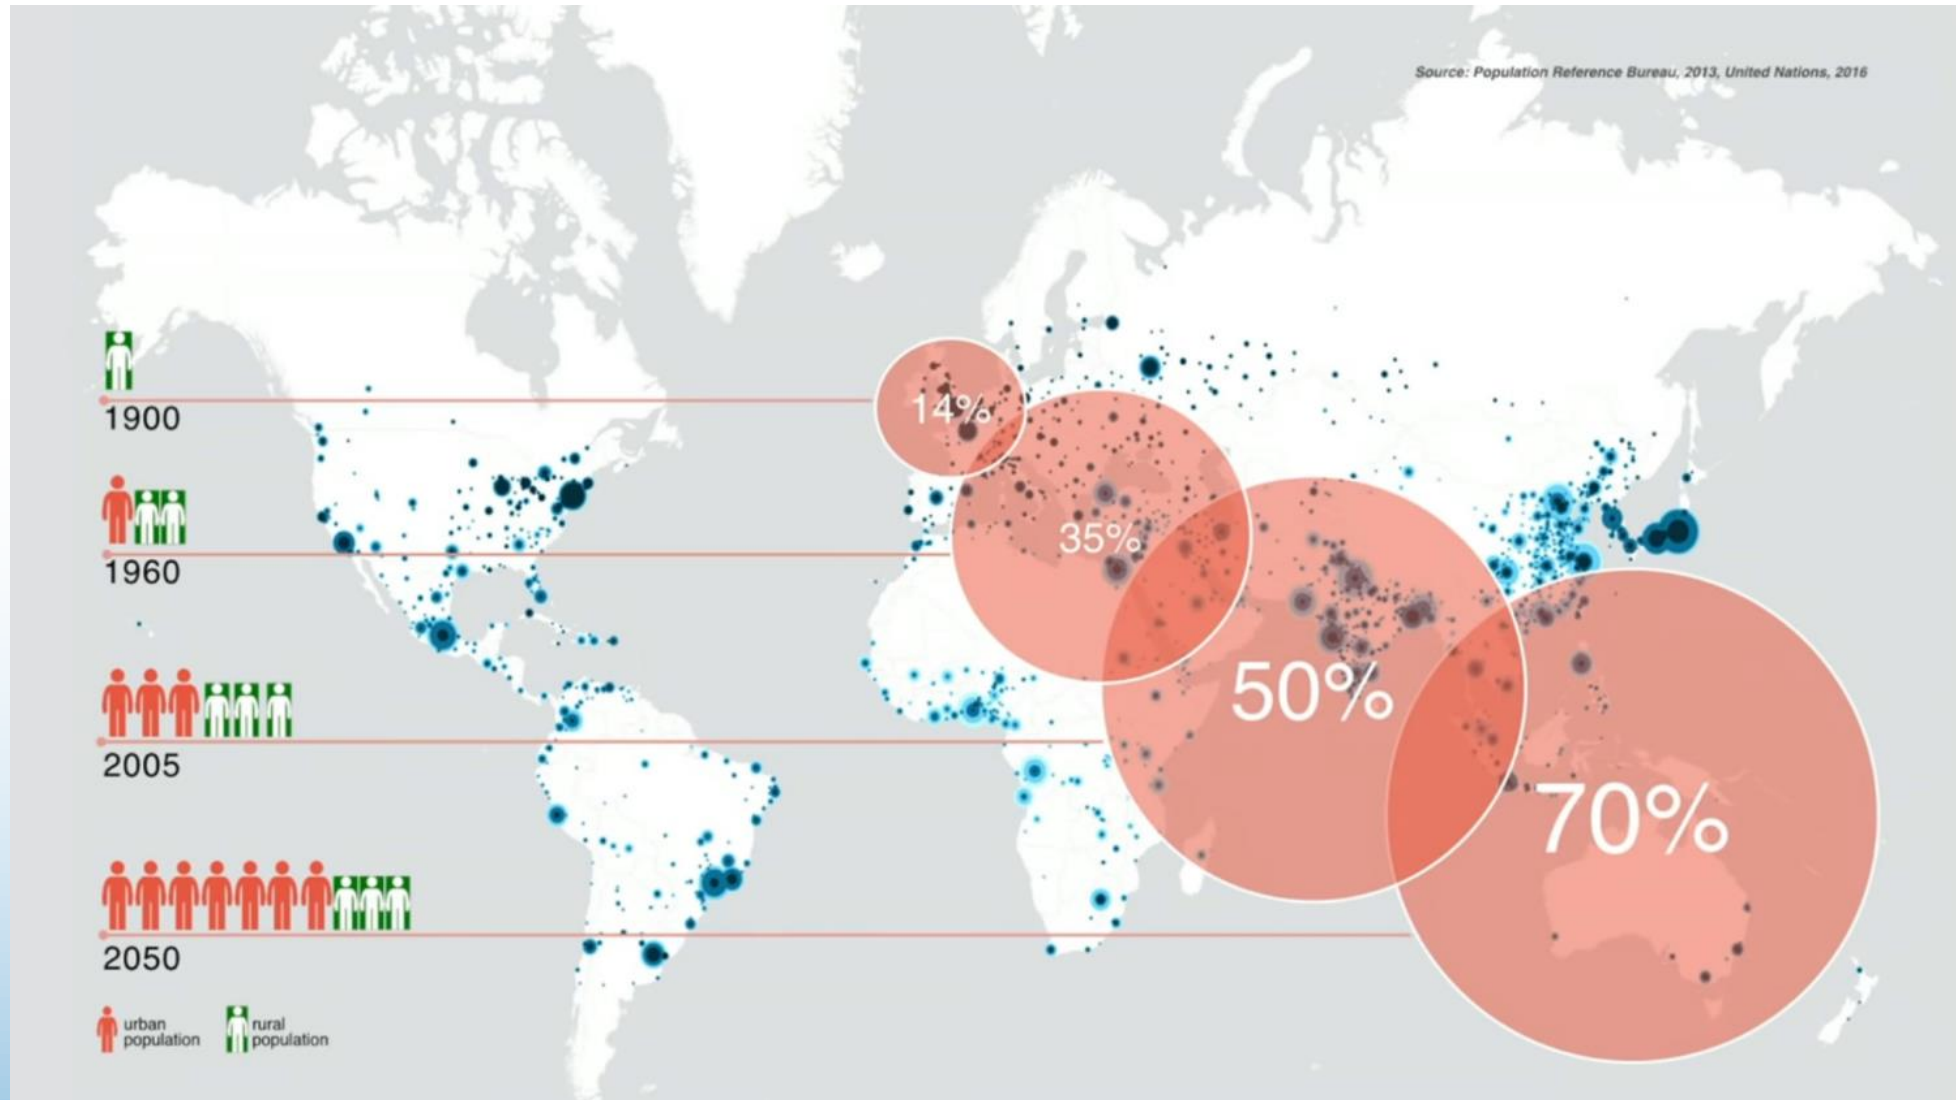 Source: Population Reference Bureau, 2013, United Nations, 2016
14%
1900
35%
1960
50%
2005
70%
2050
urban
population
rural
population